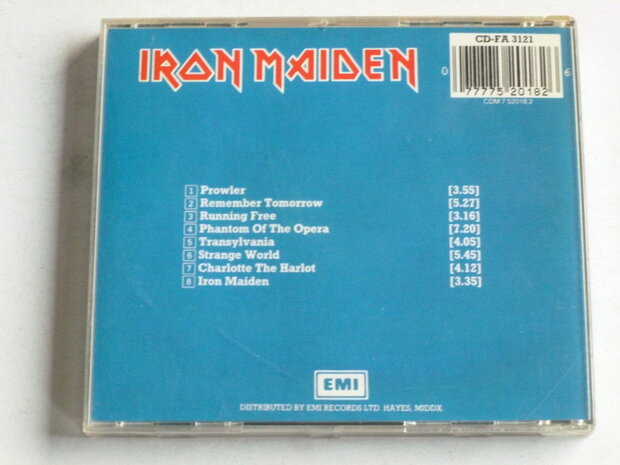 IRON MAIDEN
CD-FA 3121
0 77775 20182 6
CDM 7 52018 2
1 Prowler [3.55]
2 Remember Tomorrow [5.27]
3 Running Free [3.16]
4 Phantom Of The Opera [7.20]
5 Transylvania [4.05]
6 Strange World [5.45]
7 Charlotte The Harlot [4.12]
8 Iron Maiden [3.35]
EMI
DISTRIBUTED BY EMI RECORDS LTD. HAYES, MIDDX.